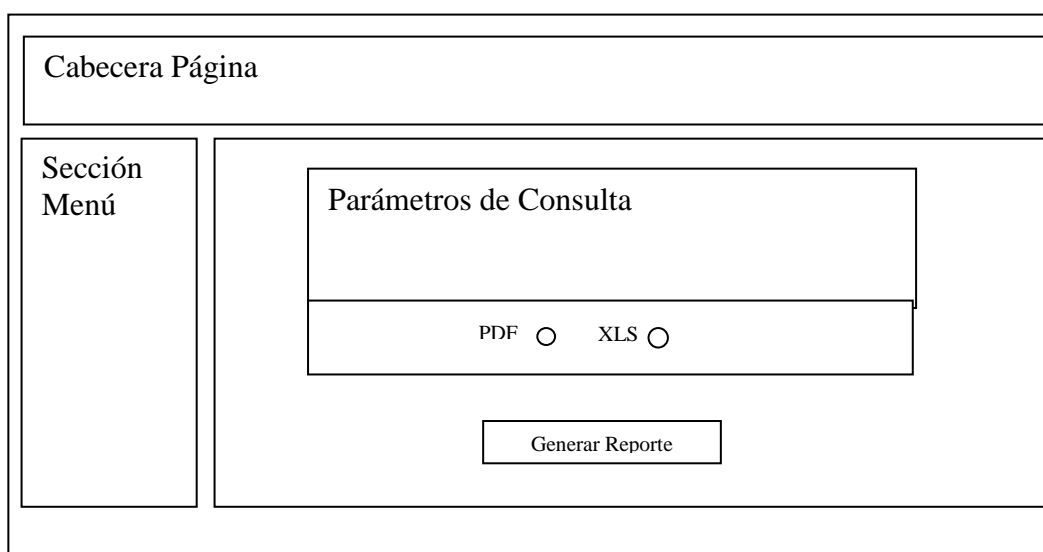 Cabecera Página
Sección
Menú
Parámetros de Consulta
PDF XLS
Generar Reporte